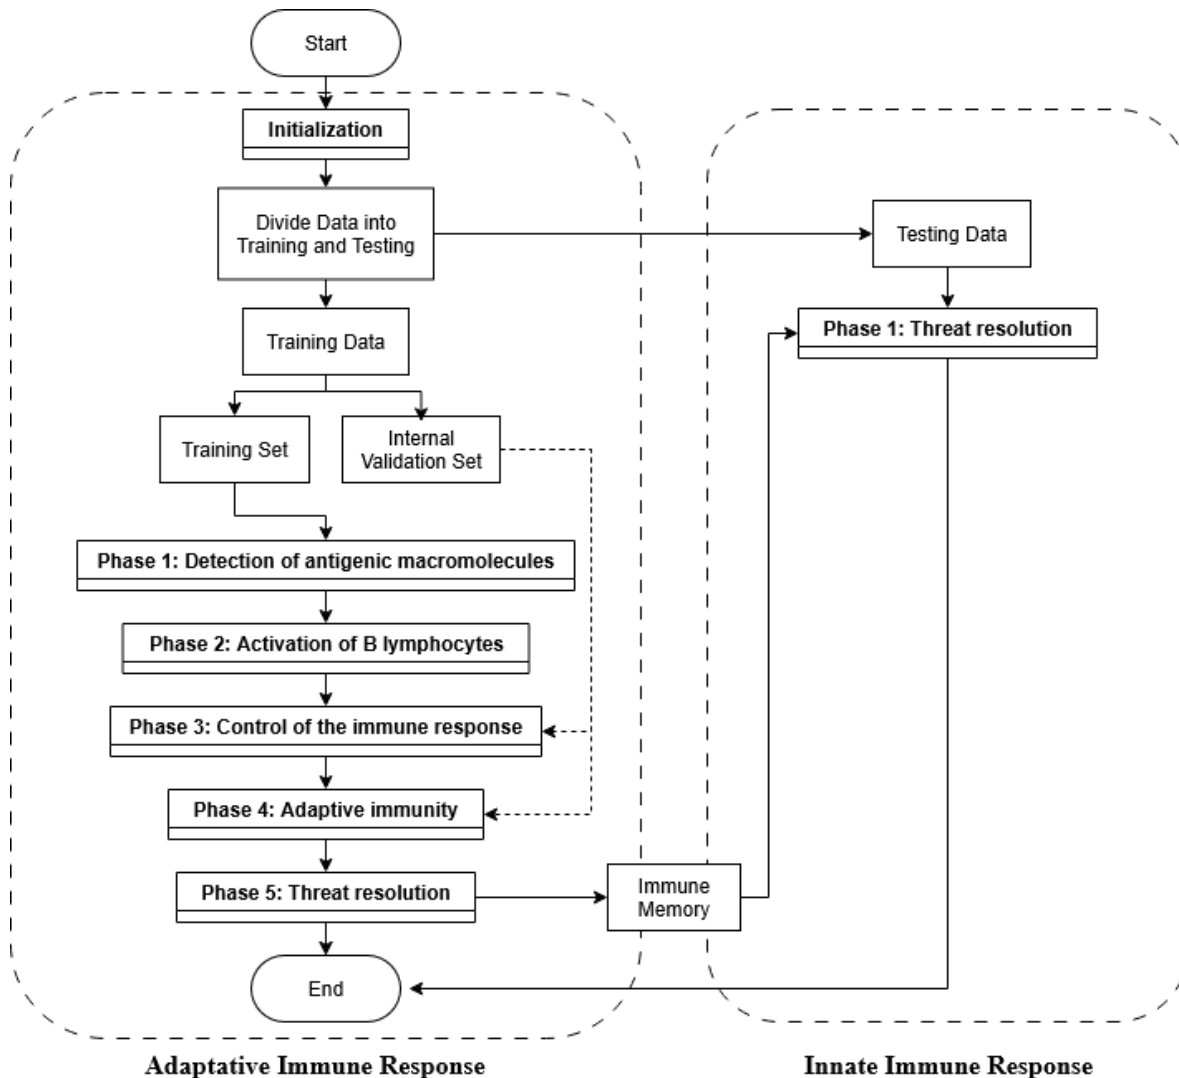 Start
Initialization
Divide Data into
Training and Testing
Testing Data
Training Data
Phase 1: Threat resolution
Training Set
Internal
Validation Set
Phase 1: Detection of antigenic macromolecules
Phase 2: Activation of B lymphocytes
Phase 3: Control of the immune response
Phase 4: Adaptive immunity
Phase 5: Threat resolution
Immune
Memory
End
Adaptative Immune Response
Innate Immune Response